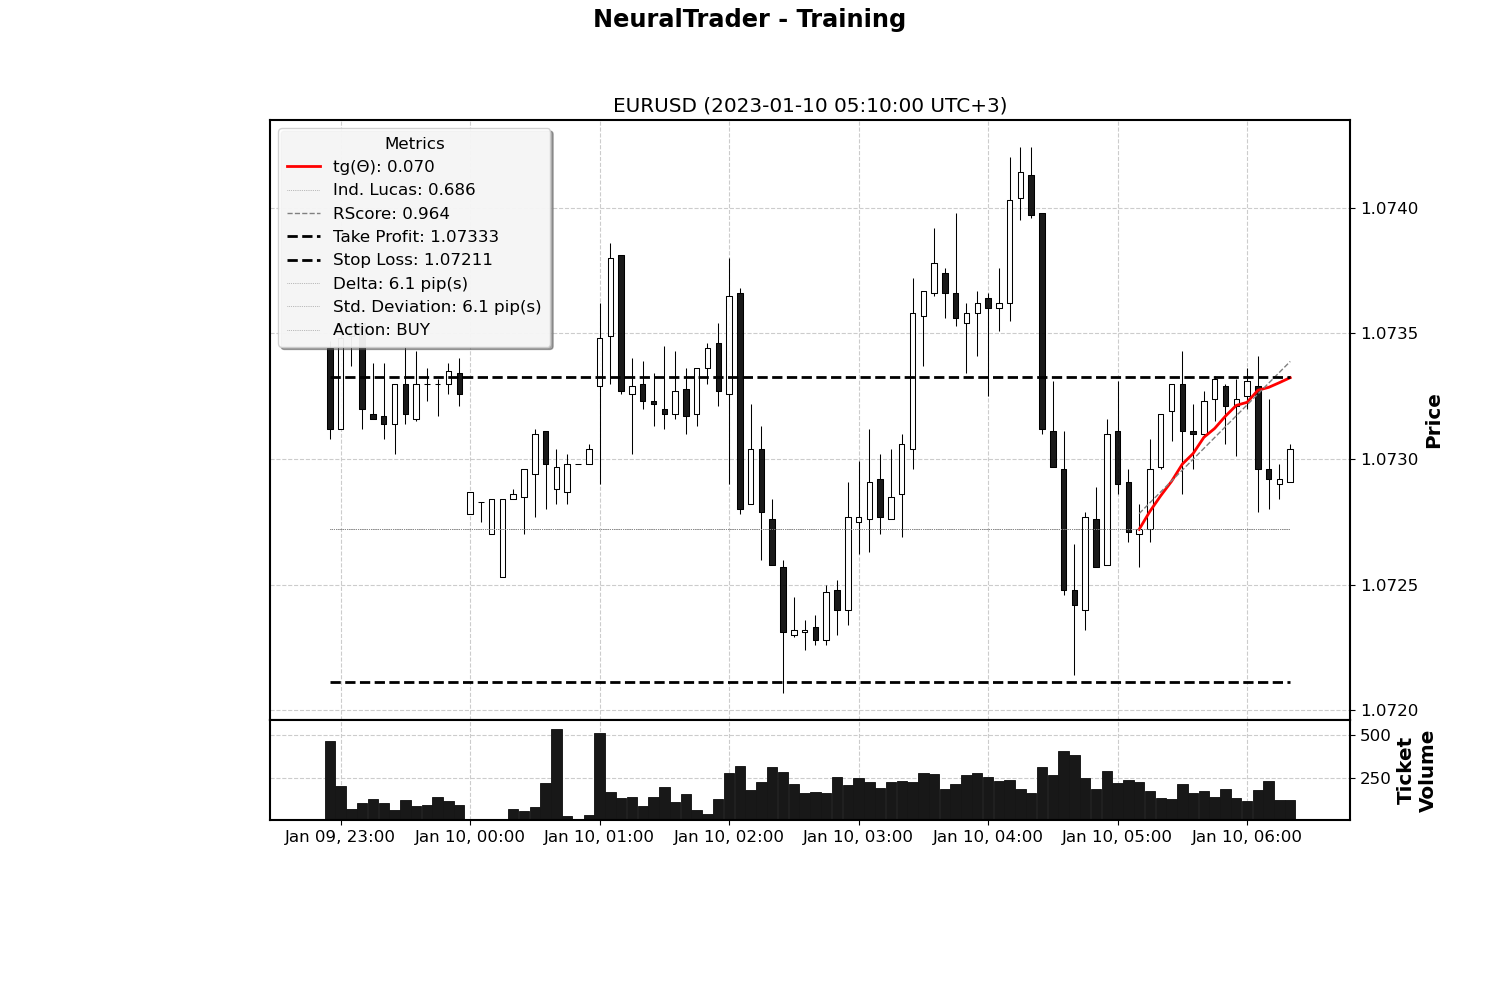 NeuralTrader - Training
EURUSD (2023-01-10 05:10:00 UTC+3)
Metrics
tg(Θ): 0.070
Ind. Lucas: 0.686
RScore: 0.964
Take Profit: 1.07333
Stop Loss: 1.07211
Delta: 6.1 pip(s)
Std. Deviation: 6.1 pip(s)
Action: BUY
1.0740
1.0735
1.0730
1.0725
1.0720
Price
500
250
Ticket
Volume
Jan 09, 23:00
Jan 10, 00:00
Jan 10, 01:00
Jan 10, 02:00
Jan 10, 03:00
Jan 10, 04:00
Jan 10, 05:00
Jan 10, 06:00